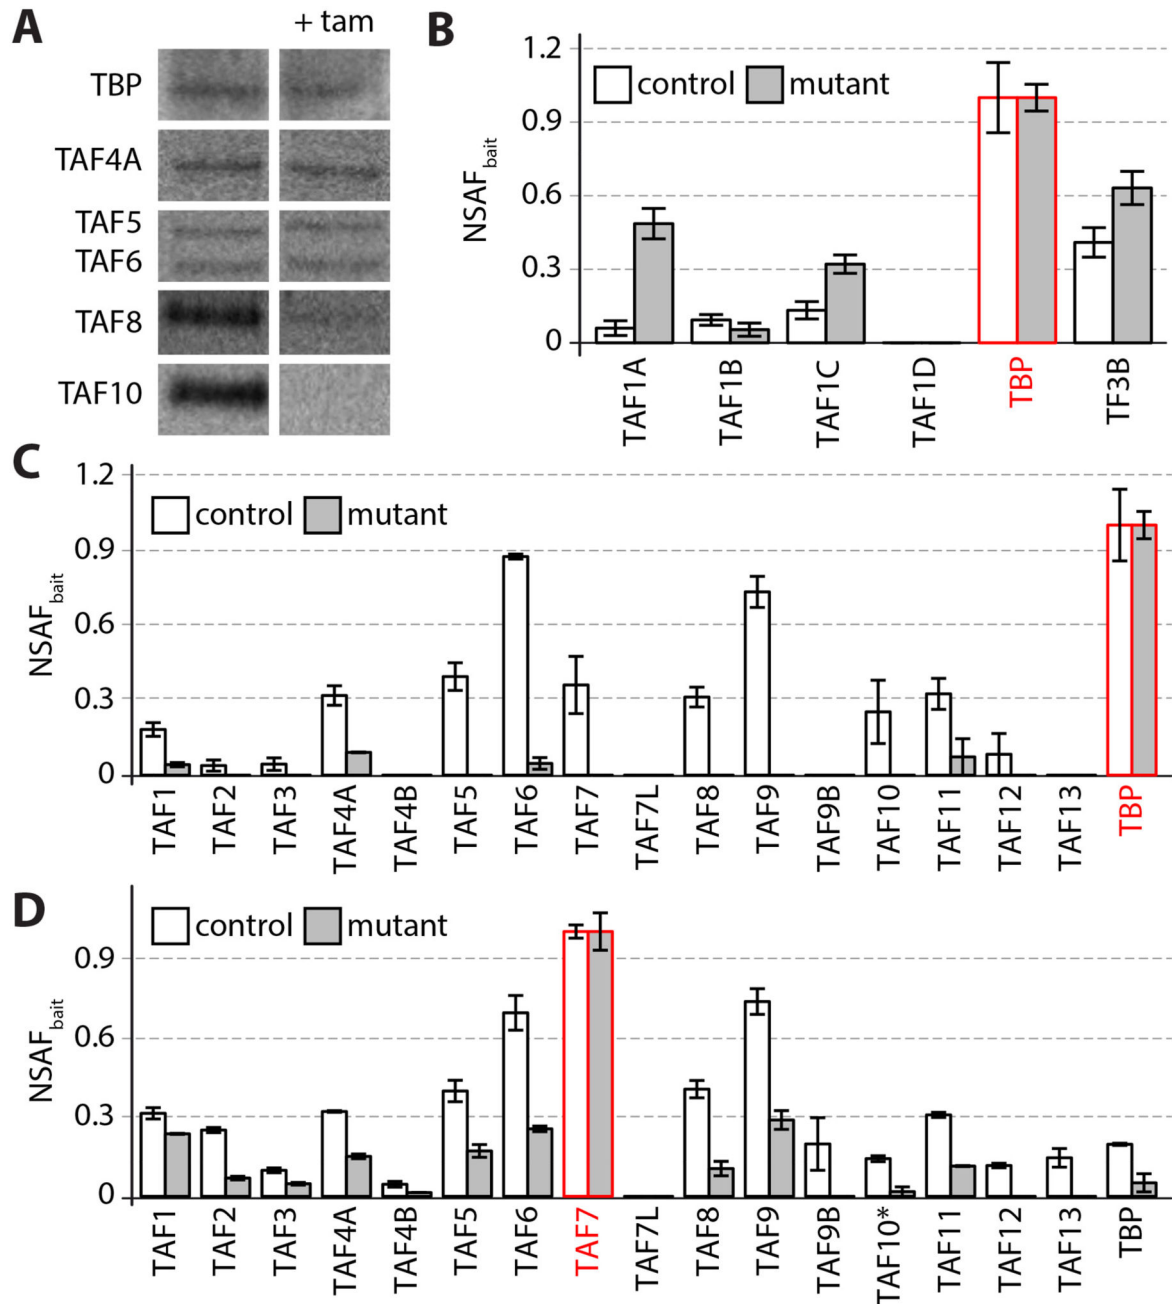 A
+ tam
TBP
TAF4A
TAF5
TAF6
TAF8
TAF10
B
1.2
0.9
0.6
0.3
0
NSAFbait
control mutant
TAF1A TAF1B TAF1C TAF1D TBP TF3B
C
1.2
0.9
0.6
0.3
0
NSAFbait
control mutant
TAF1 TAF2 TAF3 TAF4A TAF4B TAF5 TAF6 TAF7 TAF7L TAF8 TAF9 TAF9B TAF10 TAF11 TAF12 TAF13 TBP
D
0.9
0.6
0.3
0
NSAFbait
control mutant
TAF1 TAF2 TAF3 TAF4A TAF4B TAF5 TAF6 TAF7 TAF7L TAF8 TAF9 TAF9B TAF10* TAF11 TAF12 TAF13 TBP